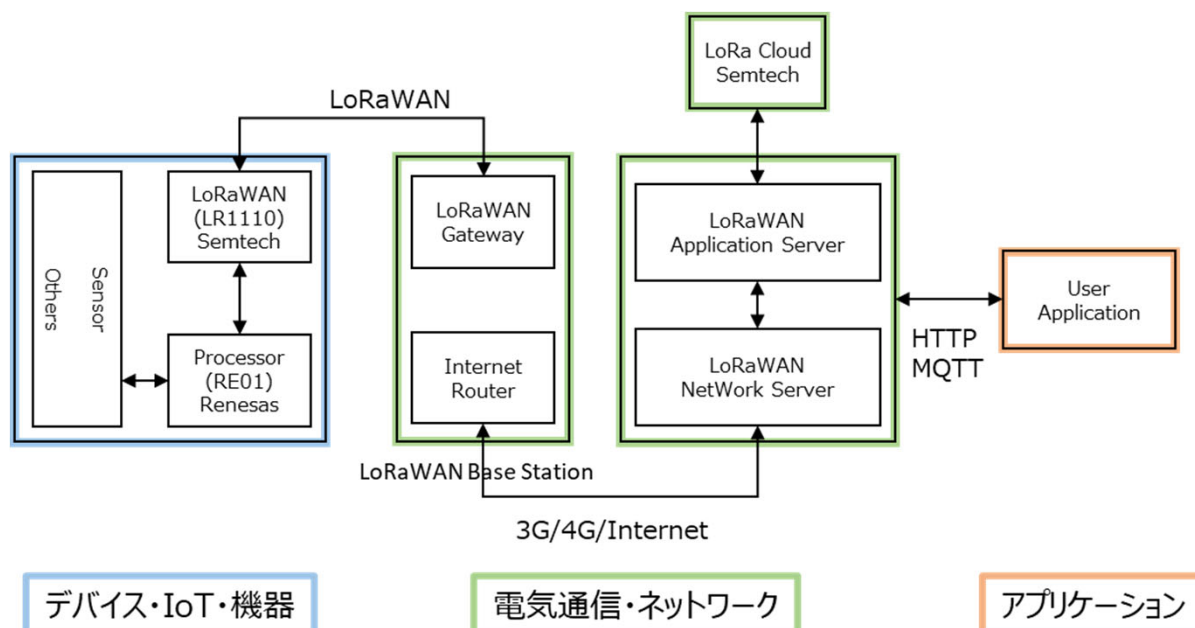 LoRa Cloud
Semtech
LoRaWAN
Sensor
Others
LoRaWAN
(LR1110)
Semtech
Processor
(RE01)
Renesas
LoRaWAN
Gateway
Internet
Router
LoRaWAN Base Station
LoRaWAN
Application Server
LoRaWAN
NetWork Server
3G/4G/Internet
HTTP
MQTT
User
Application
デバイス・IoT・機器
電気通信・ネットワーク
アプリケーション